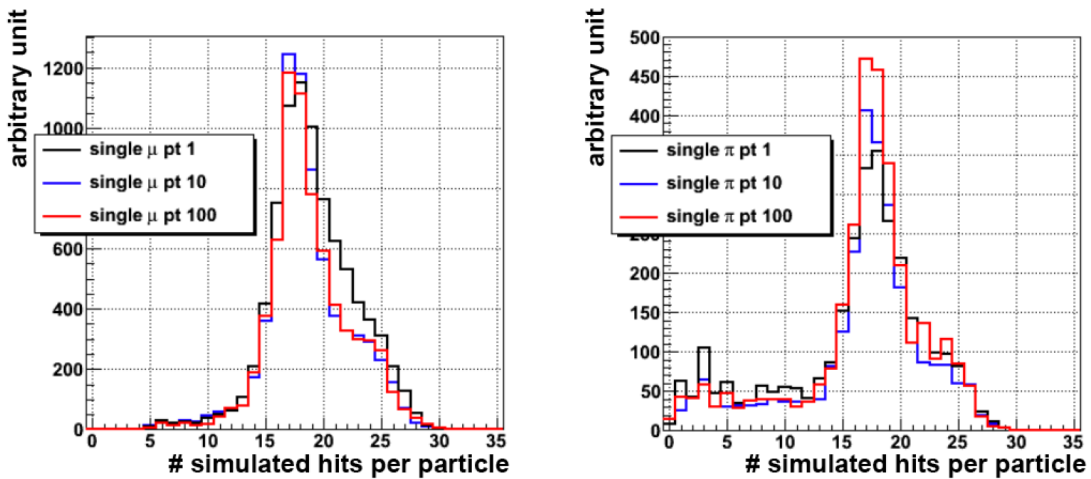 arbitrary unit
1200
1000
600
400
200
0
single μ pt 1
single μ pt 10
single μ pt 100
0 5 10 15 20 25 30 35
# simulated hits per particle
arbitrary unit
500
450
400
250
200
150
100
50
0
single π pt 1
single π pt 10
single π pt 100
0 5 10 15 20 25 30 35
# simulated hits per particle